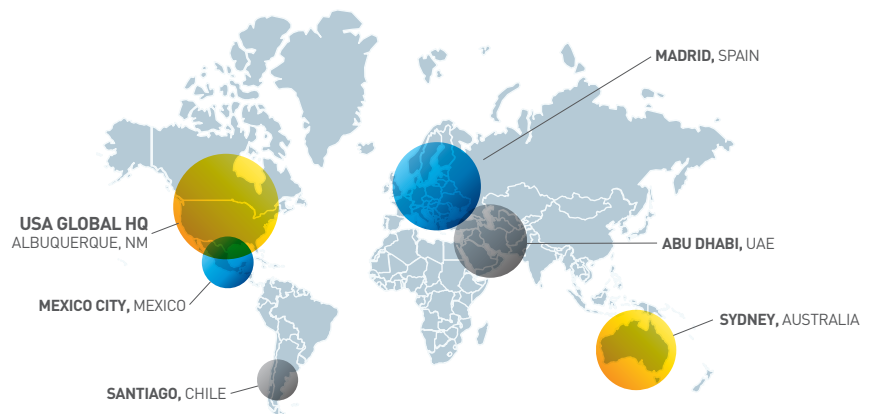 MADRID, SPAIN
USA GLOBAL HQ
ALBUQUERQUE, NM
ABU DHABI, UAE
MEXICO CITY, MEXICO
SYDNEY, AUSTRALIA
SANTIAGO, CHILE